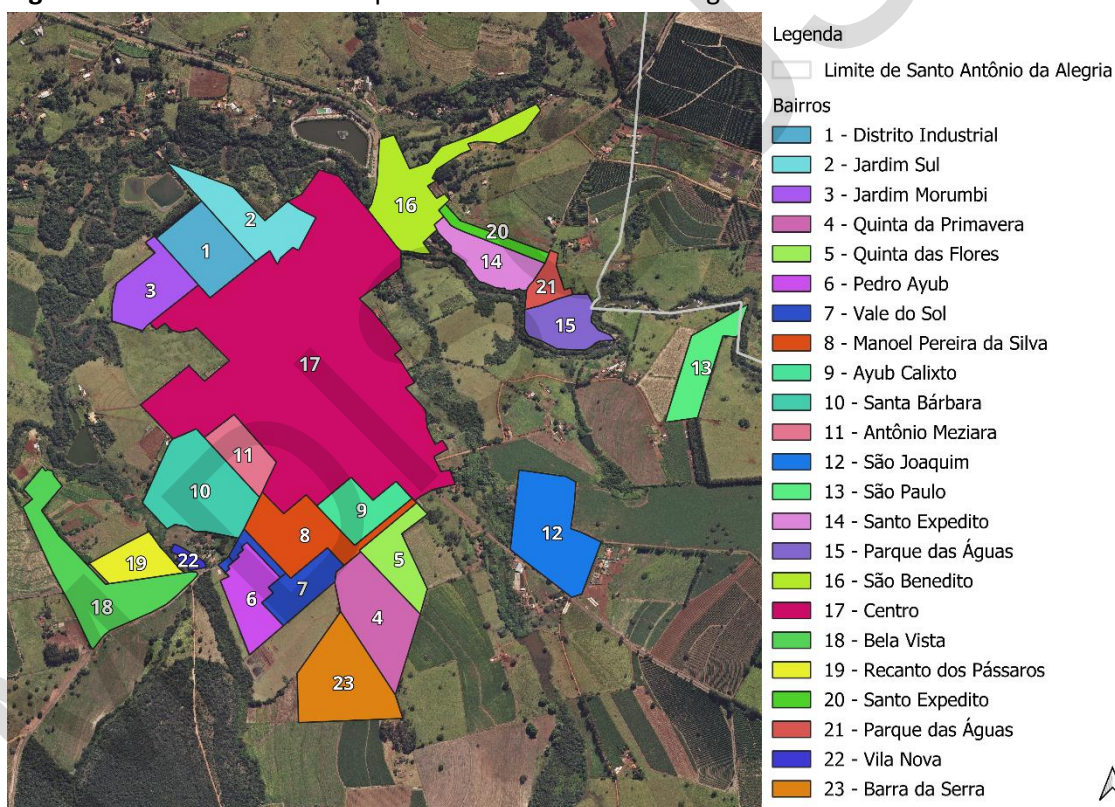 Legenda
Limite de Santo Antônio da Alegria
Bairros
1 - Distrito Industrial
2 - Jardim Sul
3 - Jardim Morumbi
4 - Quinta da Primavera
5 - Quinta das Flores
6 - Pedro Ayub
7 - Vale do Sol
8 - Manoel Pereira da Silva
9 - Ayub Calixto
10 - Santa Bárbara
11 - Antônio Meziara
12 - São Joaquim
13 - São Paulo
14 - Santo Expedito
15 - Parque das Águas
16 - São Benedito
17 - Centro
18 - Bela Vista
19 - Recanto dos Pássaros
20 - Santo Expedito
21 - Parque das Águas
22 - Vila Nova
23 - Barra da Serra
16
2
20
1
14
21
3
15
17
13
11
10
9
8
12
19
22
5
7
6
18
4
23